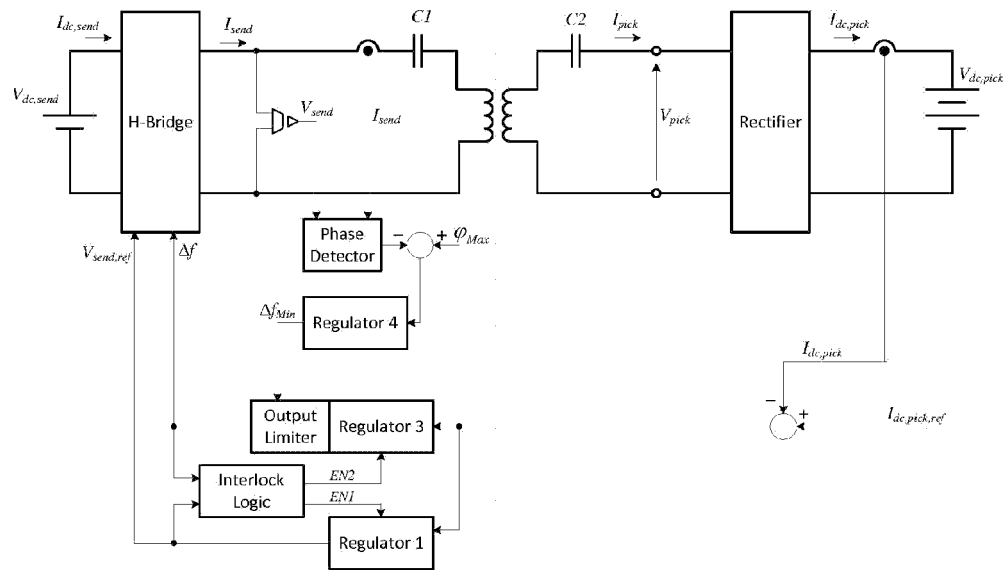 C1
C2
I_dc,send
I_send
I_pick
I_dc,pick
V_dc,send
H-Bridge
V_send
I_send
V_pick
Rectifier
V_dc,pick
V_send,ref
Δf
Phase
Detector
−
+
φ_Max
Δf_Min
Regulator 4
I_dc,pick
−
+
I_dc,pick,ref
Output
Limiter
Regulator 3
Interlock
Logic
EN2
EN1
Regulator 1